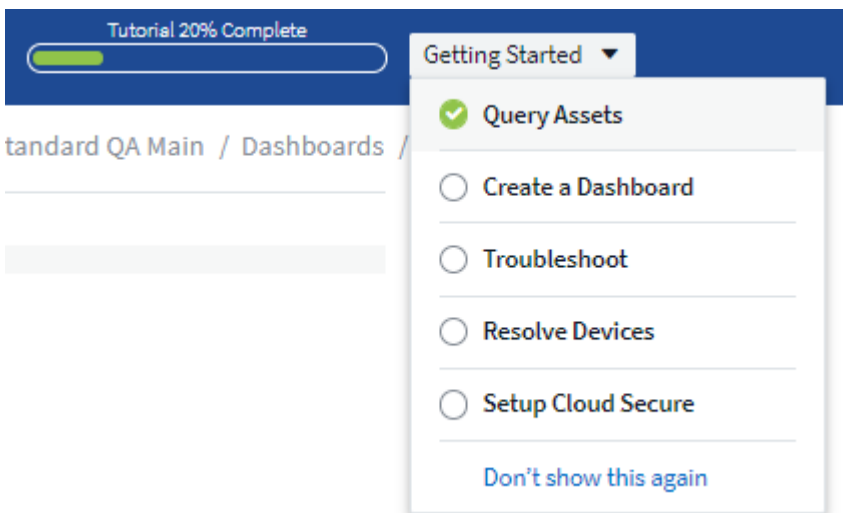 Tutorial 20% Complete
Getting Started
Query Assets
tandard QA Main / Dashboards /
Create a Dashboard
Troubleshoot
Resolve Devices
Setup Cloud Secure
Don't show this again